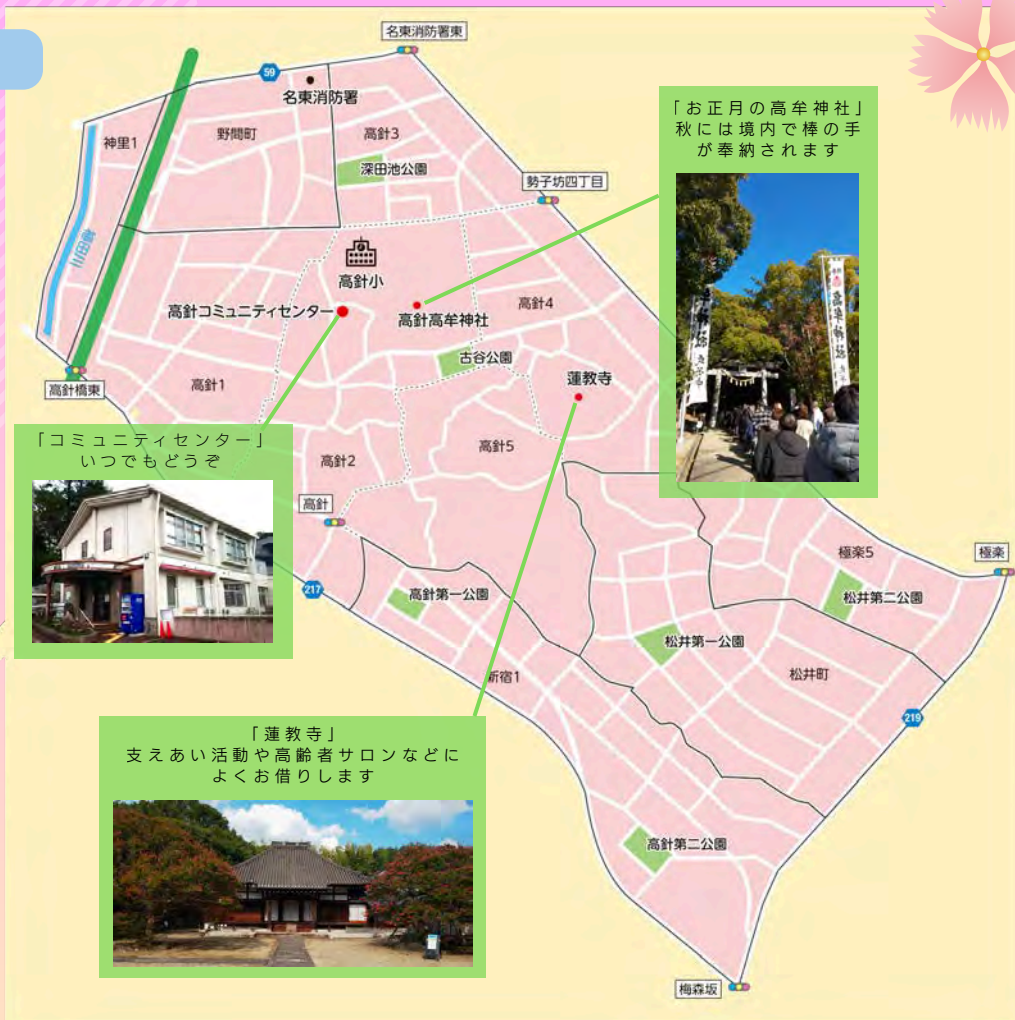 名東消防署東
59
名東消防署
神里1
野間町
高針3
深田池公園
勢子坊四丁目
「お正月の高牟神社」
秋には境内で棒の手
が奉納されます
高牟神社
植田川
高針小
高針コミュニティセンター
高針高牟神社
高針4
古谷公園
蓮教寺
高針橋東
高針1
「コミュニティセンター」
いつでもどうぞ
高針2
高針5
高針
217
高針第一公園
極楽5
極楽
松井第二公園
松井第一公園
松井町
新宿1
219
「蓮教寺」
支えあい活動や高齢者サロンなどに
よくお借りします
高針第二公園
梅森坂